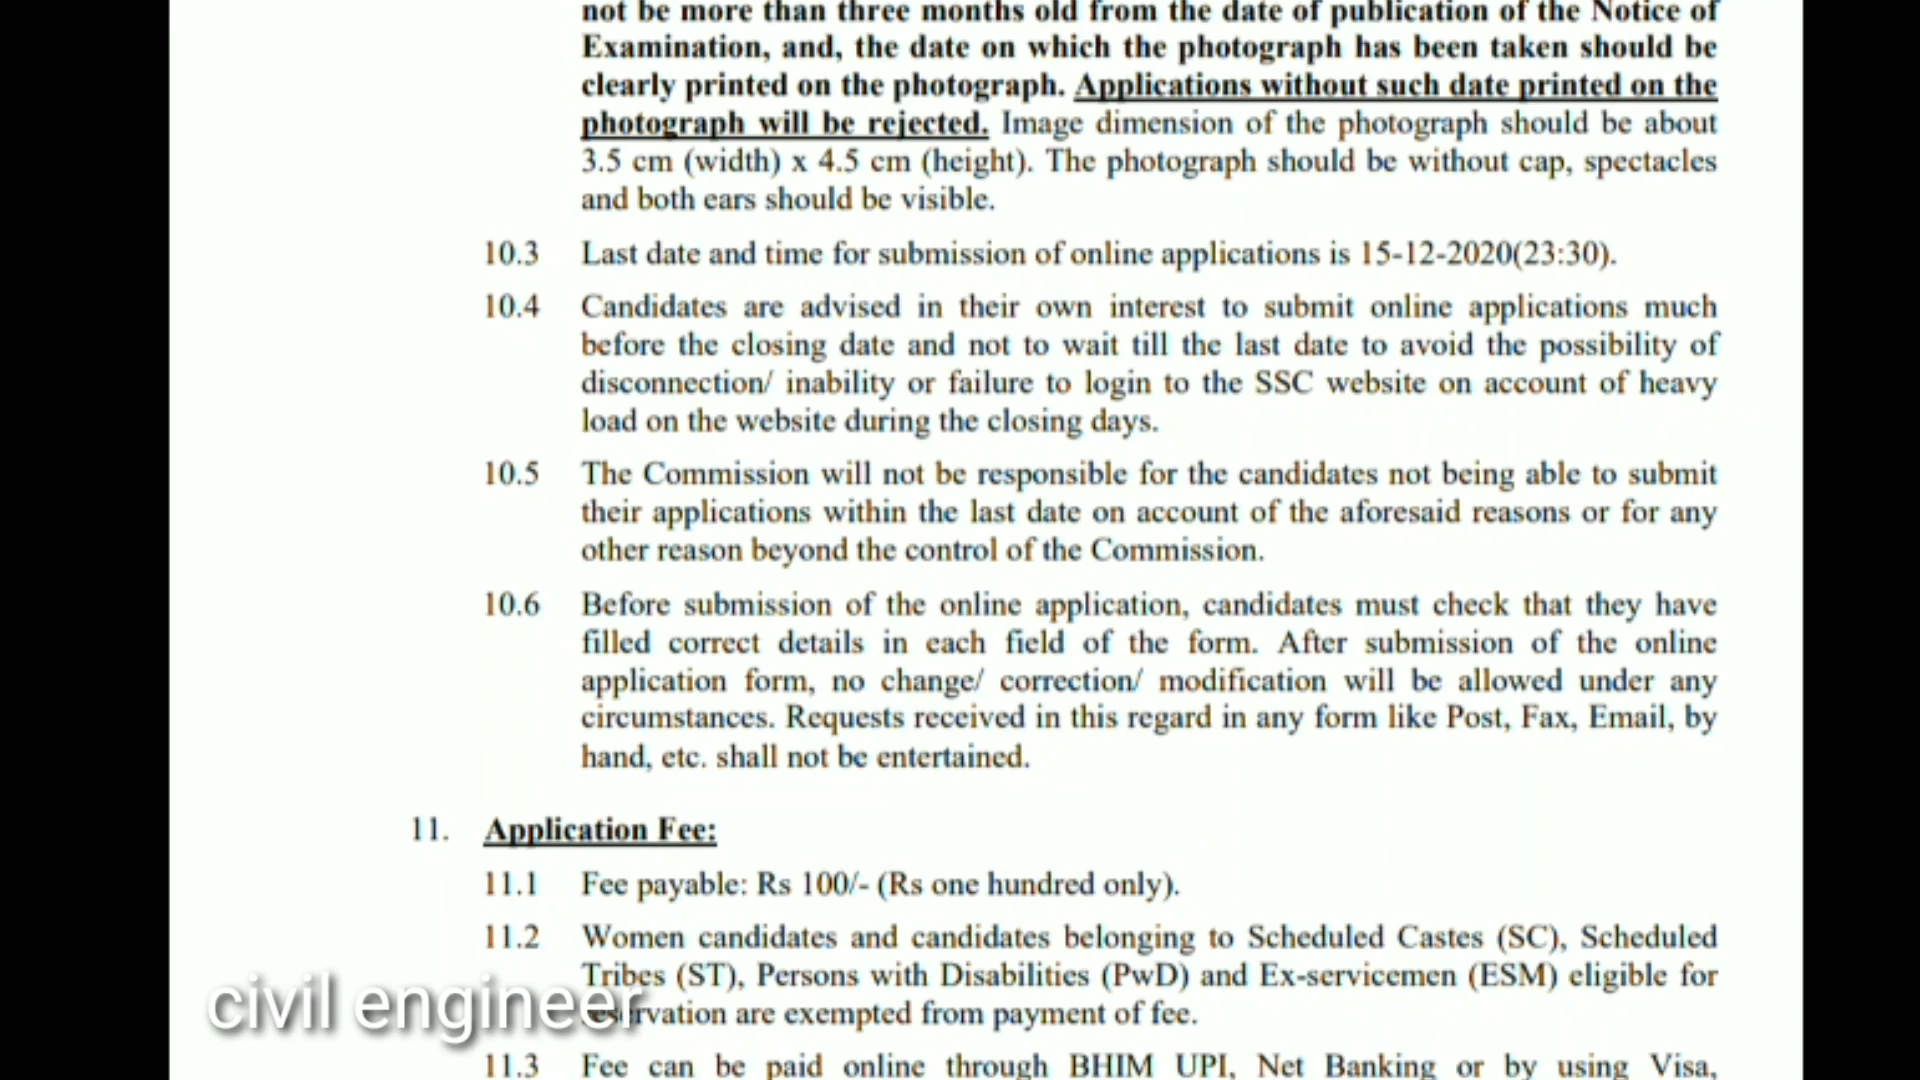 not be more than three months old from the date of publication of the Notice of
Examination, and, the date on which the photograph has been taken should be
clearly printed on the photograph. Applications without such date printed on the
photograph will be rejected. Image dimension of the photograph should be about
3.5 cm (width) x 4.5 cm (height). The photograph should be without cap, spectacles
and both ears should be visible.
10.3 Last date and time for submission of online applications is 15-12-2020(23:30).
10.4 Candidates are advised in their own interest to submit online applications much
before the closing date and not to wait till the last date to avoid the possibility of
disconnection/ inability or failure to login to the SSC website on account of heavy
load on the website during the closing days.
10.5 The Commission will not be responsible for the candidates not being able to submit
their applications within the last date on account of the aforesaid reasons or for any
other reason beyond the control of the Commission.
10.6 Before submission of the online application, candidates must check that they have
filled correct details in each field of the form. After submission of the online
application form, no change/ correction/ modification will be allowed under any
circumstances. Requests received in this regard in any form like Post, Fax, Email, by
hand, etc. shall not be entertained.
11. Application Fee:
11.1 Fee payable: Rs 100/- (Rs one hundred only).
11.2 Women candidates and candidates belonging to Scheduled Castes (SC), Scheduled
Tribes (ST), Persons with Disabilities (PwD) and Ex-servicemen (ESM) eligible for
reservation are exempted from payment of fee.
civil engineer
11.3 Fee can be paid online through BHIM UPI, Net Banking or by using Visa,